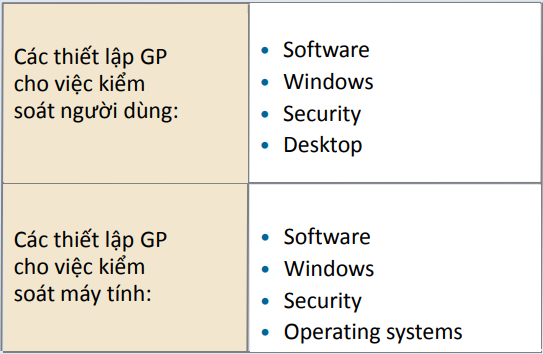 Các thiết lập GP
cho việc kiểm
soát người dùng:
• Software
• Windows
• Security
• Desktop
Các thiết lập GP
cho việc kiểm
soát máy tính:
• Software
• Windows
• Security
• Operating systems